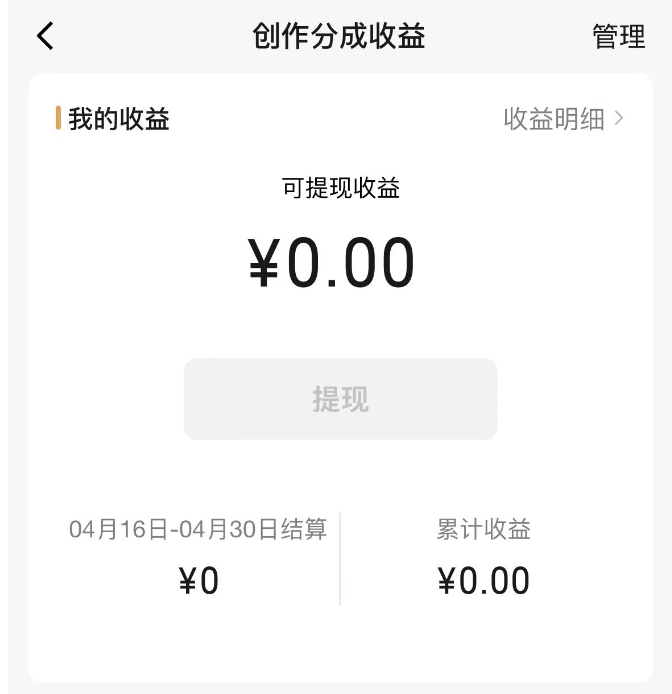 创作分成收益 管理
我的收益 收益明细
可提现收益
¥0.00
提现
04月16日-04月30日结算 累计收益
¥0 ¥0.00